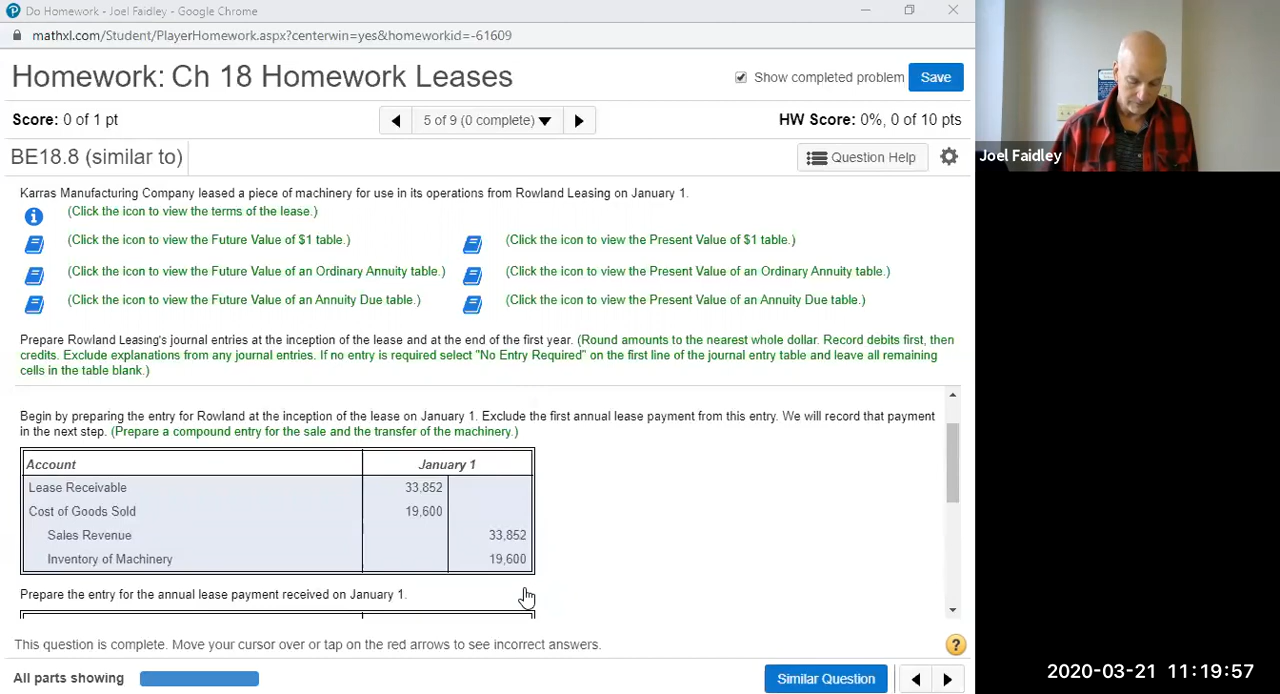 Do Homework - Joel Faidley - Google Chrome
mathxl.com/Student/PlayerHomework.aspx?centerwin=yes&homeworkid=-61609
Homework: Ch 18 Homework Leases
Show completed problem
Save
Score: 0 of 1 pt
5 of 9 (0 complete)
HW Score: 0%, 0 of 10 pts
BE18.8 (similar to)
Question Help
Joel Faidley
Karras Manufacturing Company leased a piece of machinery for use in its operations from Rowland Leasing on January 1.
(Click the icon to view the terms of the lease.)
(Click the icon to view the Future Value of $1 table.)
(Click the icon to view the Present Value of $1 table.)
(Click the icon to view the Future Value of an Ordinary Annuity table.)
(Click the icon to view the Present Value of an Ordinary Annuity table.)
(Click the icon to view the Future Value of an Annuity Due table.)
(Click the icon to view the Present Value of an Annuity Due table.)
Prepare Rowland Leasing's journal entries at the inception of the lease and at the end of the first year. (Round amounts to the nearest whole dollar. Record debits first, then
credits. Exclude explanations from any journal entries. If no entry is required select "No Entry Required" on the first line of the journal entry table and leave all remaining
cells in the table blank.)
Begin by preparing the entry for Rowland at the inception of the lease on January 1. Exclude the first annual lease payment from this entry. We will record that payment
in the next step. (Prepare a compound entry for the sale and the transfer of the machinery.)
Account January 1
Lease Receivable 33,852
Cost of Goods Sold 19,600
Sales Revenue 33,852
Inventory of Machinery 19,600
Prepare the entry for the annual lease payment received on January 1.
This question is complete. Move your cursor over or tap on the red arrows to see incorrect answers.
?
All parts showing
Similar Question
2020-03-21 11:19:57